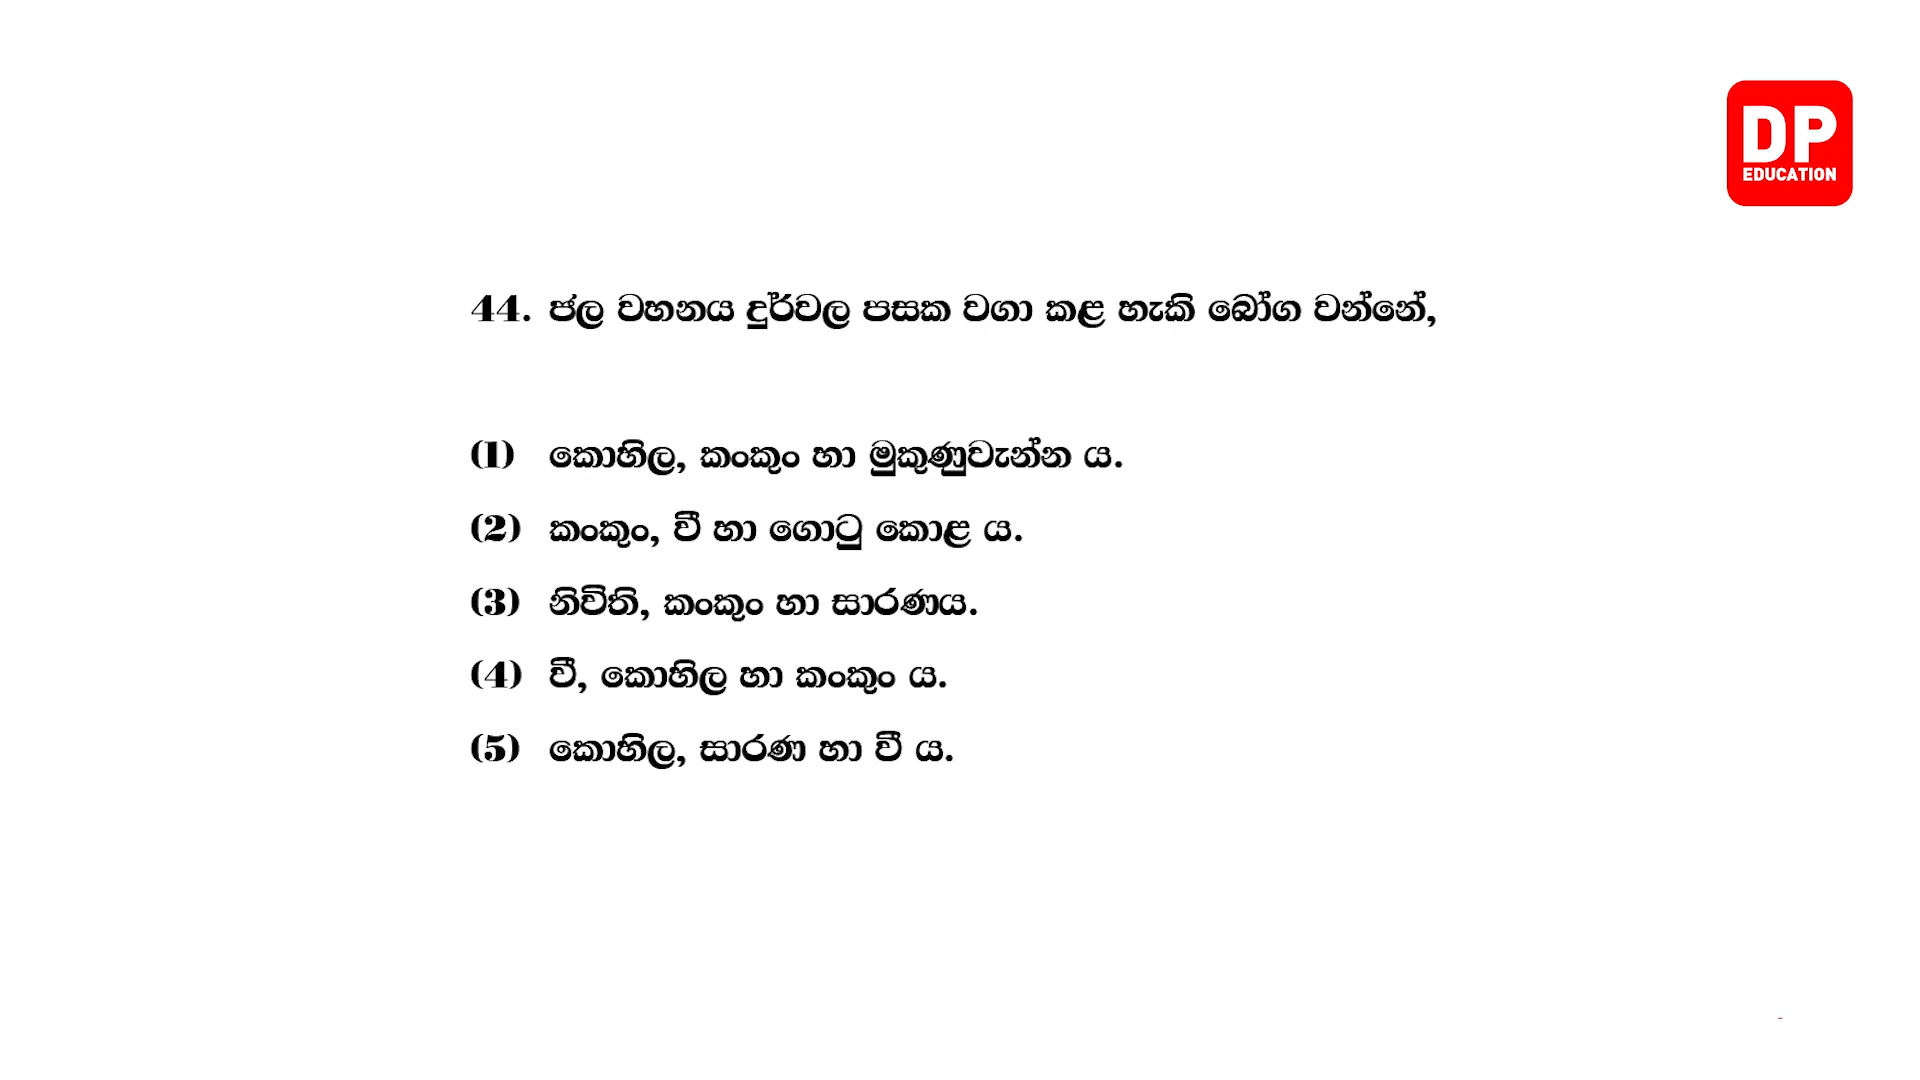 DP
EDUCATION
44. ජල වහනය දුර්වල පසක වගා කළ හැකි බෝග වන්නේ,
(1) කොහිල, කංකුං හා මුකුණුවැන්න ය.
(2) කංකුං, වී හා ගොටු කොළ ය.
(3) නිවිති, කංකුං හා සාරණය.
(4) වී, කොහිල හා කංකුං ය.
(5) කොහිල, සාරණ හා වී ය.